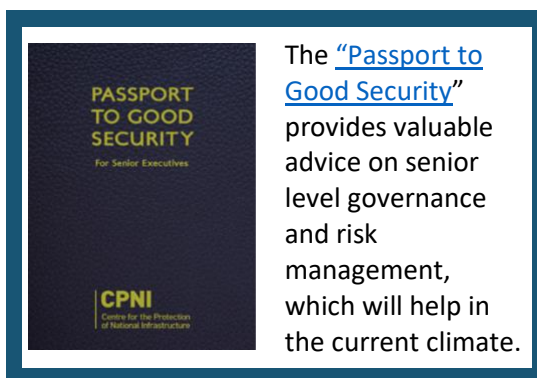 PASSPORT
TO GOOD
SECURITY
For Senior Executives
CPNI
Centre for the Protection
of National Infrastructure
The “Passport to
Good Security”
provides valuable
advice on senior
level governance
and risk
management,
which will help in
the current climate.